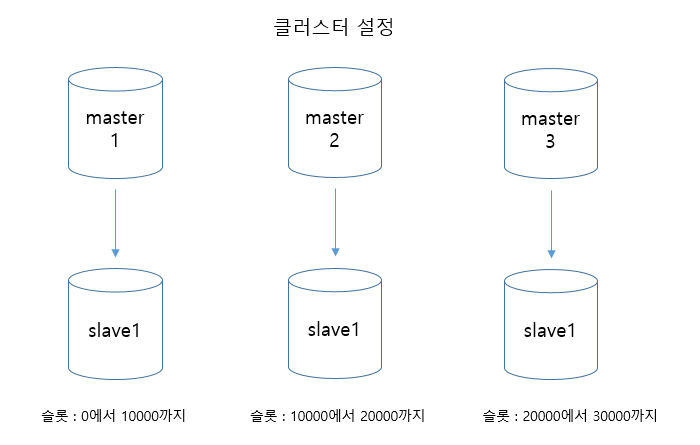 클러스터 설정
master
1
master
2
master
3
slave1
slave1
slave1
슬롯 : 0에서 10000까지
슬롯 : 10000에서 20000까지
슬롯 : 20000에서 30000까지